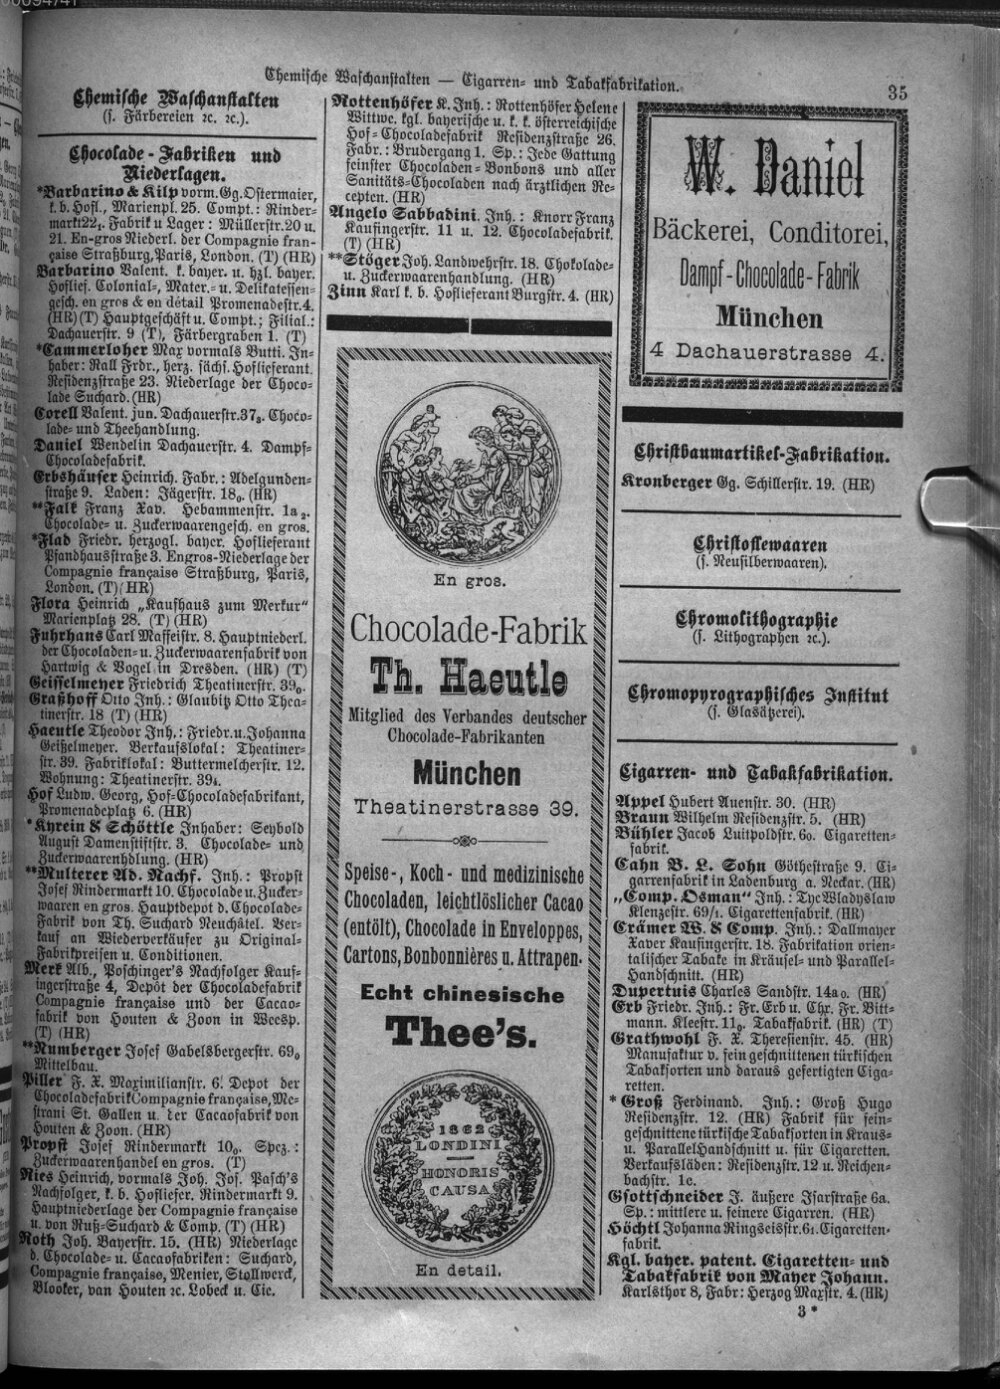 Chemische Waschanstalten — Cigarren- und Tabakfabrikation.
35
Chemische Waschanstalten
(s. Färbereien ꝛc. ꝛc.).
Chocolade-Fabriken und
Niederlagen.
*Barbarino & Kilp vorm. Gg. Ostermaier,
k. b. Hofl., Marienpl. 25. Compt.: Rinder-
markt 22, Fabrik u Lager: Müllerstr. 20 u.
21. En-gros Niederl. der Compagnie fran-
çaise Straßburg, Paris, London. (T) (HR)
Barbarino Valent. k. bayer. u. hzl. bayer.
Hoflief. Colonial-, Mater.- u. Delikatessen-
gesch. en gros & en détail Promenadestr. 4.
(HR) (T) Hauptgeschäft u. Compt.; Filial.:
Dachauerstr. 9 (T), Färbergraben 1. (T)
*Cammerloher Max vormals Butti. In-
haber: Rall Frdr., herz. sächs. Hoflieferant.
Residenzstraße 23. Niederlage der Choco-
lade Suchard. (HR)
Corell Valent. jun. Dachauerstr. 37₃. Choco-
lade- und Theehandlung.
Daniel Wendelin Dachauerstr. 4. Dampf-
Chocoladefabrik.
Erbshäuser Heinrich. Fabr.: Adelgunden-
straße 9. Laden: Jägerstr. 18₀. (HR)
**Falk Franz Xav. Hebammenstr. 1a₂.
Chocolade- u. Zuckerwaarengesch. en gros.
*Flad Friedr. herzogl. bayer. Hoflieferant
Pfandhausstraße 3. Engros-Niederlage der
Compagnie française Straßburg, Paris,
London. (T) (HR)
Flora Heinrich „Kaufhaus zum Merkur“
Marienplatz 28. (T) (HR)
Fuhrhans Carl Maffeistr. 8. Hauptniederl.
der Chocoladen- u. Zuckerwaarenfabrik von
Hartwig & Vogel in Dresden. (HR) (T)
Geisselmeyer Friedrich Theatinerstr. 39₀.
Graßhoff Otto Inh.: Glaubitz Otto Thea-
tinerstr. 18 (T) (HR)
Haeutle Theodor Inh.: Friedr. u. Johanna
Geißelmeyer. Verkaufslokal: Theatiner-
str. 39. Fabriklokal: Buttermelcherstr. 12.
Wohnung: Theatinerstr. 39₄.
Hof Ludw. Georg, Hof-Chocoladefabrikant,
Promenadeplatz 6. (HR)
*Kyrein & Schöttle Inhaber: Seybold
August Damenstiftstr. 3. Chocolade- und
Zuckerwaarenhdlung. (HR)
**Multerer Ad. Nachf. Inh.: Propst
Josef Rindermarkt 10. Chocolade u. Zucker-
waaren en gros. Hauptdepot d. Chocolade-
Fabrik von Th. Suchard Neuchâtel. Ver-
kauf an Wiederverkäufer zu Original-
Fabrikpreisen u. Conditionen.
Merk Alb., Poschinger's Nachfolger Kauf-
ingerstraße 4, Depôt der Chocoladefabrik
Compagnie française und der Cacao-
fabrik von Houten & Zoon in Weesp.
(T) (HR)
**Numberger Josef Gabelsbergerstr. 69₀
Mittelbau.
Piller F. X. Maximilianstr. 6. Depot der
Chocoladefabrik Compagnie française, Me-
strani St. Gallen u. der Cacaofabrik von
Houten & Zoon. (HR)
Propst Josef Rindermarkt 10₀. Spez.:
Zuckerwaarenhandel en gros. (T)
Ries Heinrich, vormals Joh. Jos. Pasch's
Nachfolger, k. b. Hofliefer. Rindermarkt 9.
Hauptniederlage der Compagnie française
u. von Ruß-Suchard & Comp. (T) (HR)
Roth Joh. Bayerstr. 15. (HR) Niederlage
d. Chocolade- u. Cacaofabriken: Suchard,
Compagnie française, Menier, Stollwerck,
Blooker, van Houten ꝛc. Lobeck u. Cie.
Rottenhöfer K. Inh.: Rottenhöfer Helene
Wittwe. kgl. bayerische u. k. k. österreichische
Hof-Chocoladefabrik Residenzstraße 26.
Fabr.: Brudergang 1. Sp.: Jede Gattung
feinster Chocoladen-Bonbons und aller
Sanitäts-Chocoladen nach ärztlichen Re-
cepten. (HR)
Angelo Sabbadini. Inh.: Knorr Franz
Kaufingerstr. 11 u. 12. Chocoladefabrik.
(T) (HR)
**Stöger Joh. Landwehrstr. 18. Chokolade-
u. Zuckerwaarenhandlung. (HR)
Zinn Karl k. b. Hoflieferant Burgstr. 4. (HR)
En gros.
Chocolade-Fabrik
Th. Haeutle
Mitglied des Verbandes deutscher
Chocolade-Fabrikanten
München
Theatinerstrasse 39.
Speise-, Koch- und medizinische
Chocoladen, leichtlöslicher Cacao
(entölt), Chocolade in Enveloppes,
Cartons, Bonbonnières u. Attrapen.
Echt chinesische
Thee's.
1862
LONDINI
HONORIS
CAUSA
En detail.
W. Daniel
Bäckerei, Conditorei,
Dampf-Chocolade-Fabrik
München
4 Dachauerstrasse 4.
Christbaumartikel-Fabrikation.
Kronberger Gg. Schillerstr. 19. (HR)
Christoflewaaren
(s. Neusilberwaaren).
Chromolithographie
(s. Lithographen ꝛc.).
Chromopyrographisches Institut
(s. Glasätzerei).
Cigarren- und Tabakfabrikation.
Appel Hubert Auenstr. 30. (HR)
Braun Wilhelm Residenzstr. 5. (HR)
Bühler Jacob Luitpoldstr. 6₀. Cigaretten-
fabrik.
Cahn B. L. Sohn Göthestraße 9. Ci-
garrenfabrik in Ladenburg a. Neckar. (HR)
„Comp. Osman“ Inh.: Tyc Wladyslaw
Klenzestr. 69/1. Cigarettenfabrik. (HR)
Crämer W. & Comp. Inh.: Dallmayer
Xaver Kaufingerstr. 18. Fabrikation orien-
talischer Tabake in Kräusel- und Parallel-
Handschnitt. (HR)
Dupertuis Charles Sandstr. 14a₀. (HR)
Erb Friedr. Inh.: Fr. Erb u. Chr. Fr. Bitt-
mann. Kleestr. 11₀. Tabakfabrik. (HR) (T)
Grathwohl F. X. Theresienstr. 45. (HR)
Manufaktur v. fein geschnittenen türkischen
Tabaksorten und daraus gefertigten Ciga-
retten.
*Groß Ferdinand. Inh.: Groß Hugo
Residenzstr. 12. (HR) Fabrik für fein-
geschnittene türkische Tabaksorten in Kraus-
u. Parallel Handschnitt u. für Cigaretten.
Verkaufsläden: Residenzstr. 12 u. Reichen-
bachstr. 1c.
Gsottschneider J. äußere Isarstraße 6a.
Sp.: mittlere u. feinere Cigarren. (HR)
Höchtl Johanna Ringseisstr. 6₁. Cigaretten-
fabrik.
Kgl. bayer. patent. Cigaretten- und
Tabakfabrik von Mayer Johann.
Karlsthor 8, Fabr: Herzog Maxstr. 4. (HR)
3 *